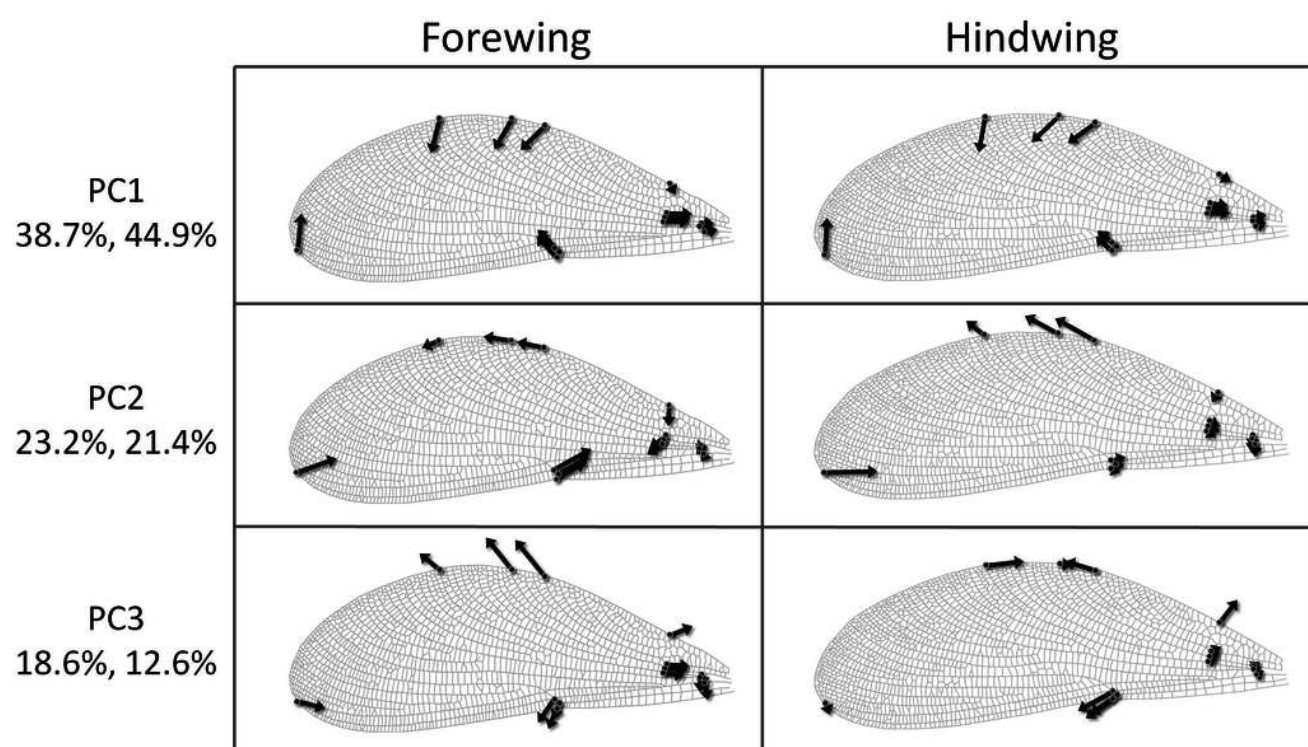 Forewing
Hindwing
PC1
38.7%, 44.9%
PC2
23.2%, 21.4%
PC3
18.6%, 12.6%